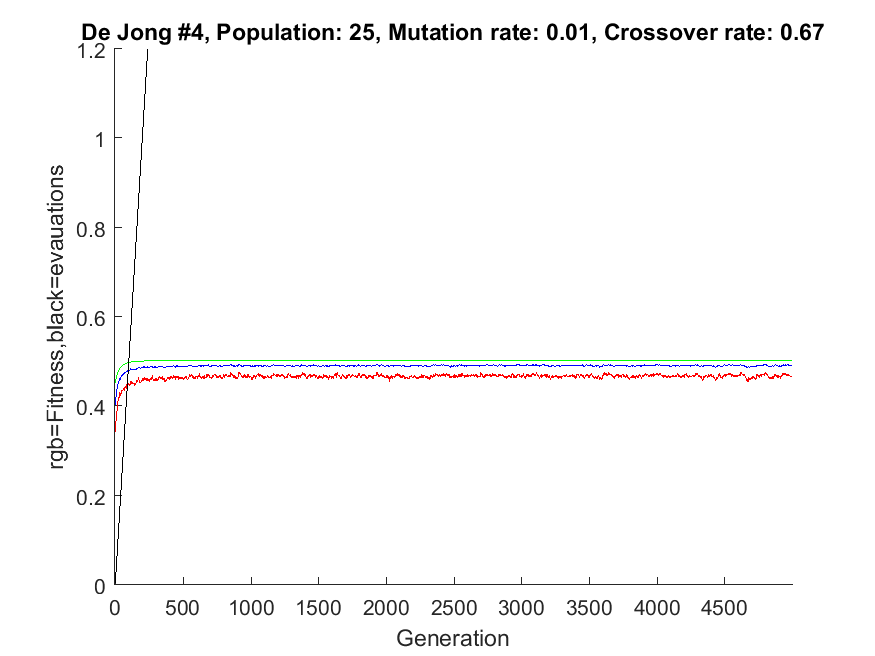 De Jong #4, Population: 25, Mutation rate: 0.01, Crossover rate: 0.67
1.2
1
0.8
0.6
0.4
0.2
0
rgb=Fitness,black=evauations
0 500 1000 1500 2000 2500 3000 3500 4000 4500
Generation